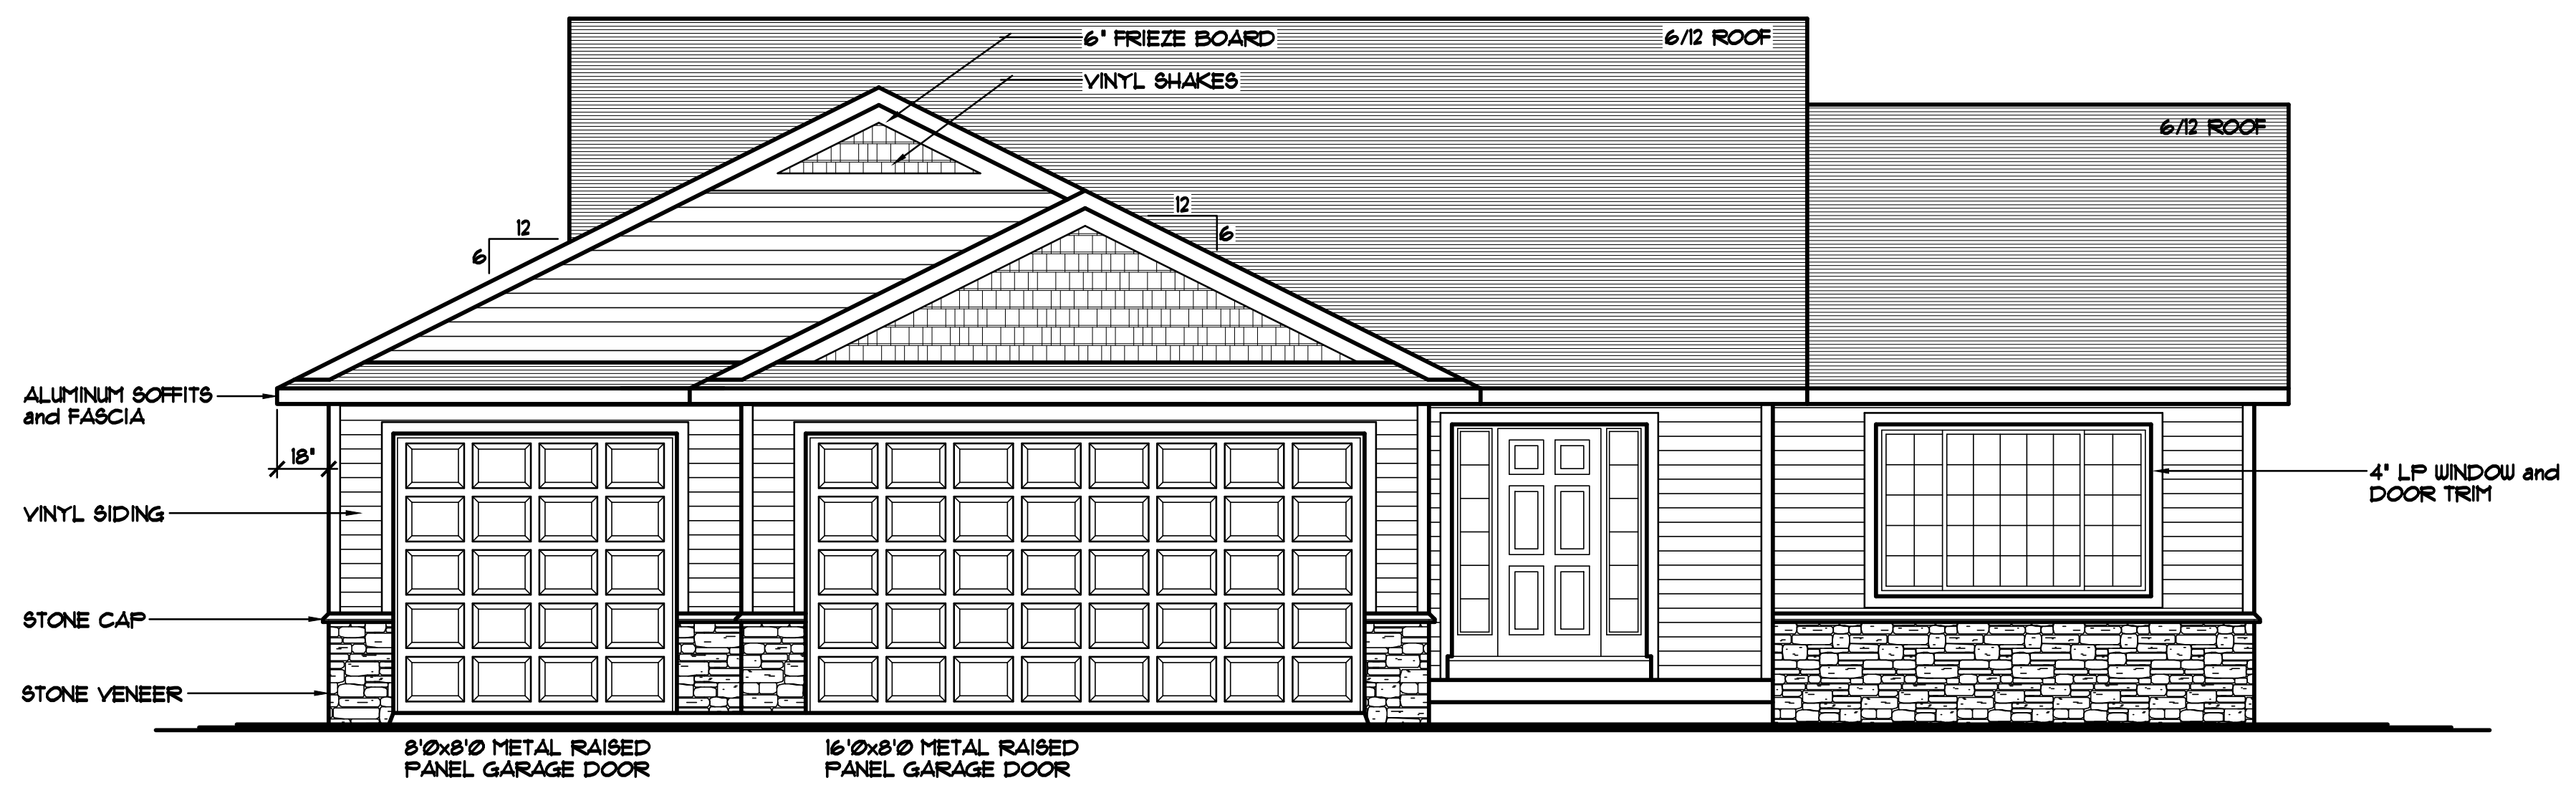 6" FRIEZE BOARD
6/12 ROOF
VINYL SHAKES
6/12 ROOF
12
6
12
6
ALUMINUM SOFFITS
and FASCIA
18"
4" LP WINDOW and
DOOR TRIM
VINYL SIDING
STONE CAP
STONE VENEER
8'0x8'0 METAL RAISED
PANEL GARAGE DOOR
16'0x8'0 METAL RAISED
PANEL GARAGE DOOR